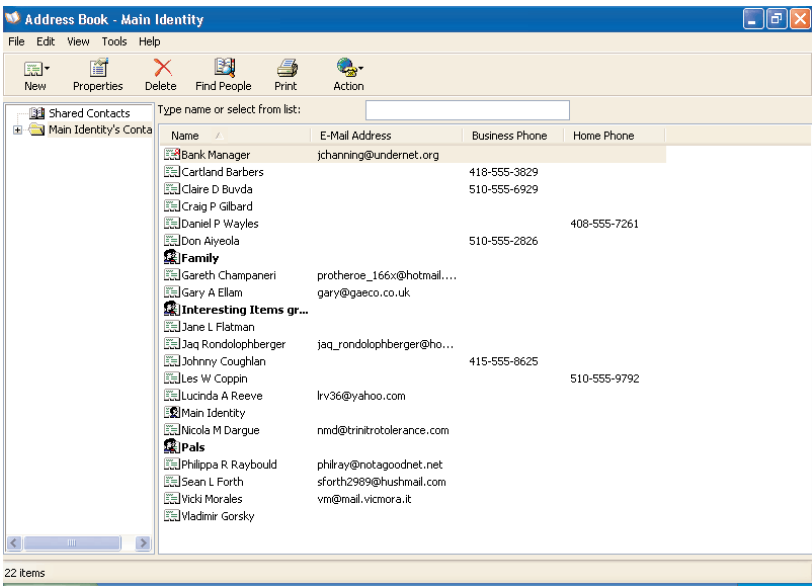 Address Book - Main Identity
File Edit View Tools Help
New Properties Delete Find People Print Action
Shared Contacts
Main Identity's Conta
Type name or select from list:
Name E-Mail Address Business Phone Home Phone
Bank Manager jchanning@undernet.org
Cartland Barbers 418-555-3829
Claire D Buvda 510-555-6929
Craig P Gilbard
Daniel P Wayles 408-555-7261
Don Aiyeola 510-555-2826
Family
Gareth Champaneri protheroe_166x@hotmail....
Gary A Ellam gary@gaeco.co.uk
Interesting Items gr...
Jane L Flatman
Jaq Rondolophberger jaq_rondolophberger@ho...
Johnny Coughlan 415-555-8625
Les W Coppin 510-555-9792
Lucinda A Reeve lrv36@yahoo.com
Main Identity
Nicola M Dargue nmd@trinitrotolerance.com
Pals
Philippa R Raybould philray@notagoodnet.net
Sean L Forth sforth2989@hushmail.com
Vicki Morales vm@mail.vicmora.it
Vladimir Gorsky
22 items